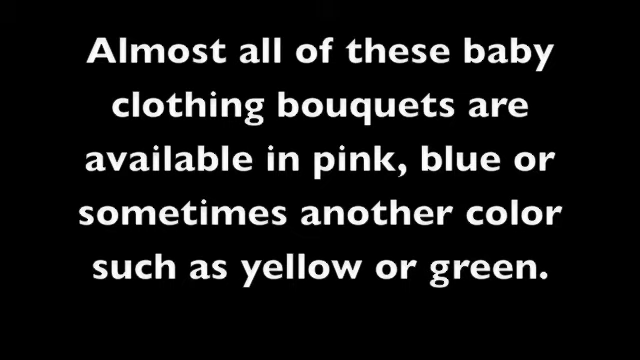 Almost all of these baby
clothing bouquets are
available in pink, blue or
sometimes another color
such as yellow or green.